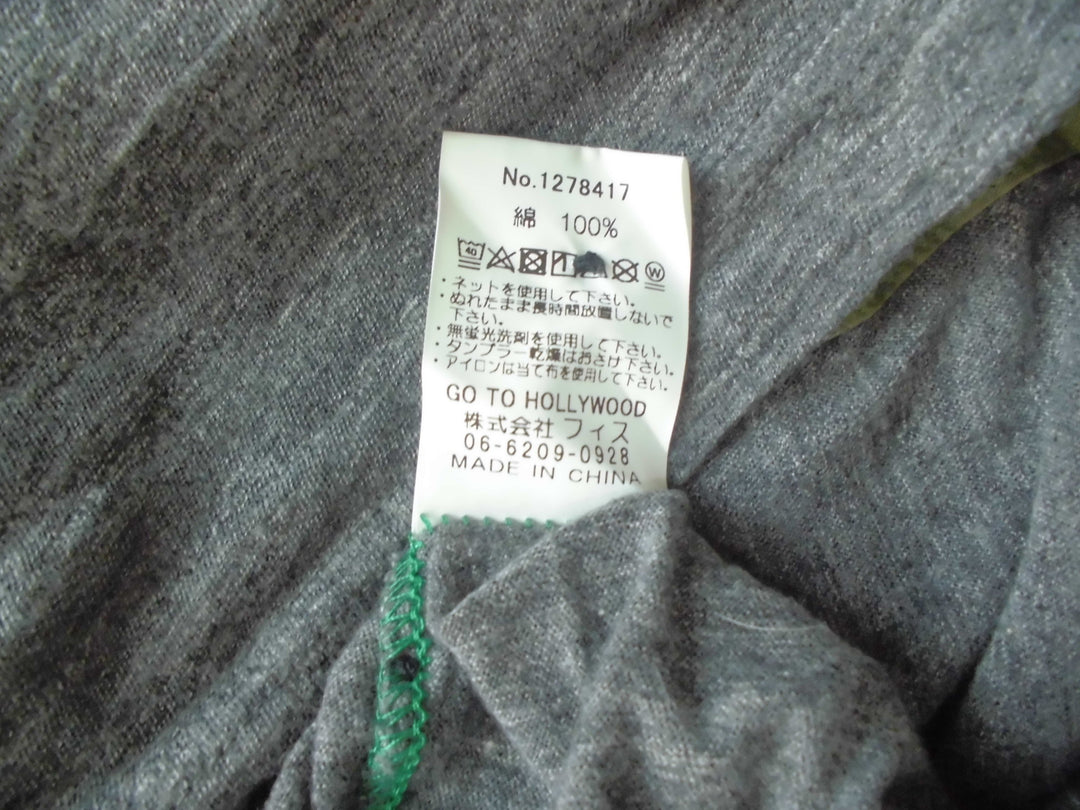 No.1278417
綿 100%
40 W
・ネットを使用して下さい。
・ぬれたまま長時間放置しないで
下さい。
・無蛍光洗剤を使用して下さい。
・タンブラー乾燥はおさけ下さい。
・アイロンは当て布を使用して下さい。
GO TO HOLLYWOOD
株式会社 フィス
06-6209-0928
MADE IN CHINA